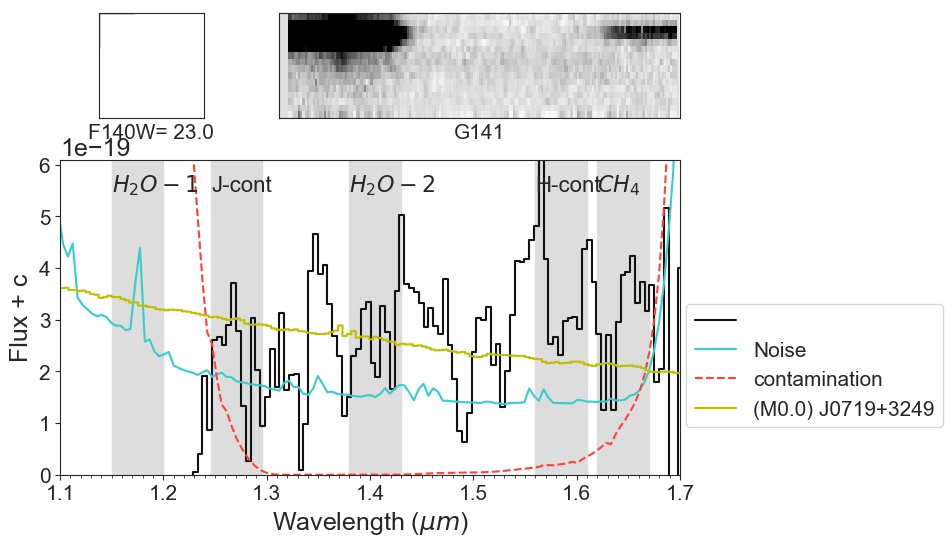 F140W= 23.0
G141
1e−19
H₂O − 1
J-cont
H₂O − 2
H-cont
CH₄
6
5
4
3
2
1
0
Flux + c
1.1 1.2 1.3 1.4 1.5 1.6 1.7
Wavelength (μm)
Noise
contamination
(M0.0) J0719+3249